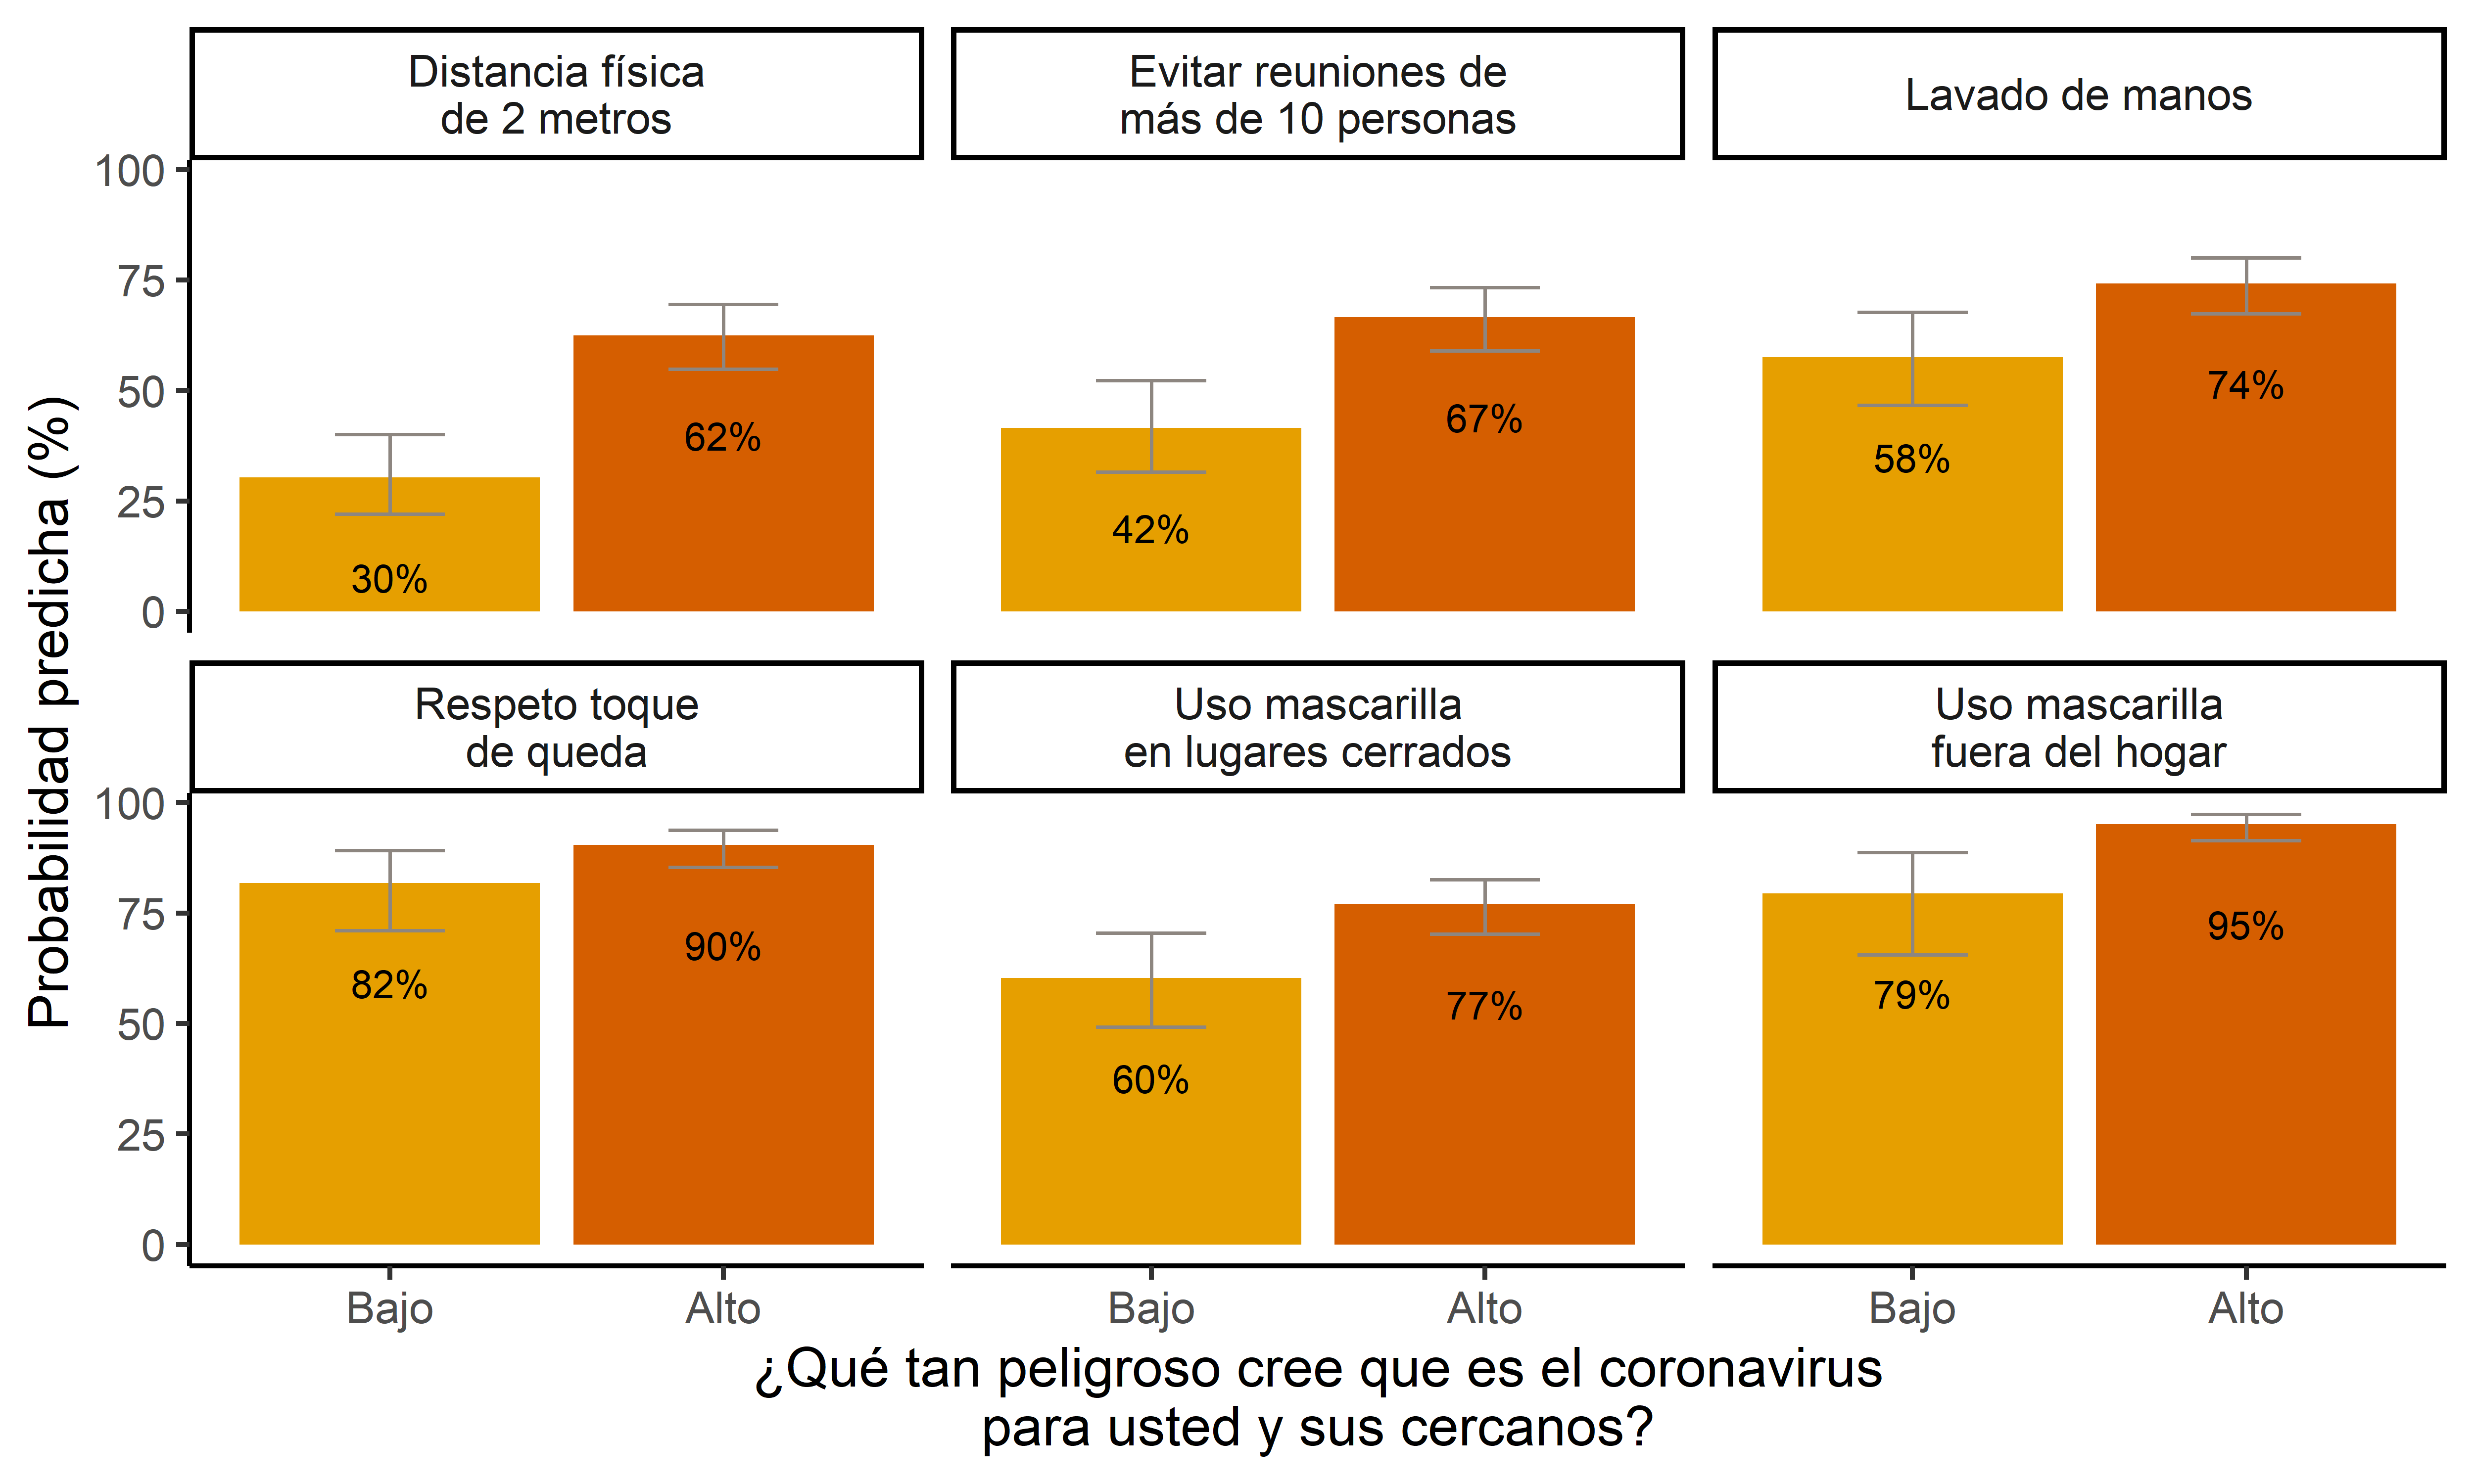 Distancia física
de 2 metros
Evitar reuniones de
más de 10 personas
Lavado de manos
Probabilidad predicha (%)
100
75
50
25
0
30%
62%
42%
67%
58%
74%
Respeto toque
de queda
Uso mascarilla
en lugares cerrados
Uso mascarilla
fuera del hogar
100
75
50
25
0
82%
90%
60%
77%
79%
95%
Bajo
Alto
Bajo
Alto
Bajo
Alto
¿Qué tan peligroso cree que es el coronavirus
para usted y sus cercanos?